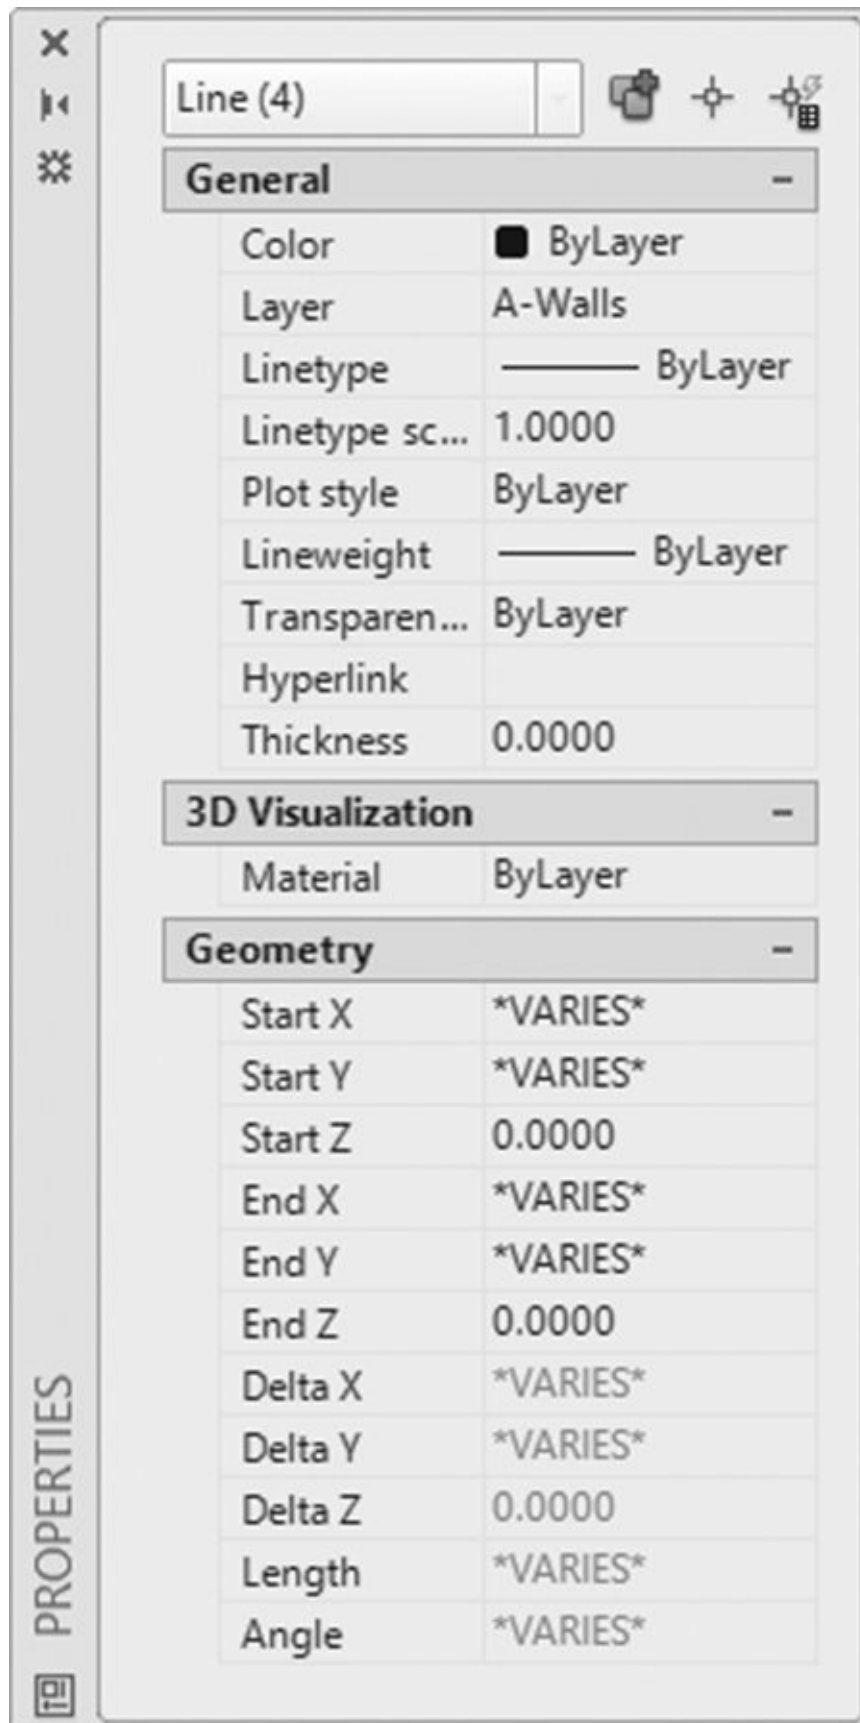 Line (4)
General
Color ByLayer
Layer A-Walls
Linetype ByLayer
Linetype sc... 1.0000
Plot style ByLayer
Lineweight ByLayer
Transparen... ByLayer
Hyperlink
Thickness 0.0000
3D Visualization
Material ByLayer
Geometry
Start X *VARIES*
Start Y *VARIES*
Start Z 0.0000
End X *VARIES*
End Y *VARIES*
End Z 0.0000
Delta X *VARIES*
Delta Y *VARIES*
Delta Z 0.0000
Length *VARIES*
Angle *VARIES*
PROPERTIES